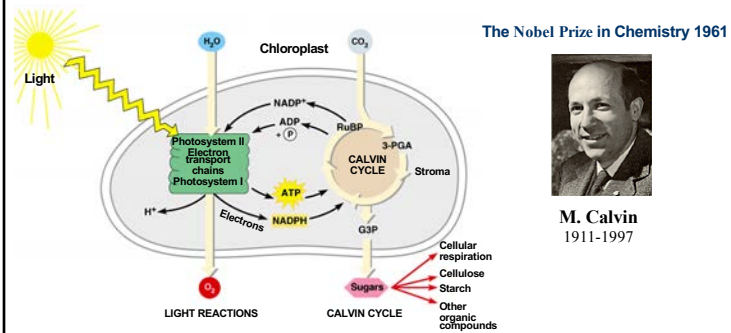 The Nobel Prize in Chemistry 1961
H₂O
Chloroplast
CO₂
Light
NADP⁺
ADP
+ P
RuBP
3-PGA
Photosystem II
Electron
transport
chains
Photosystem I
CALVIN
CYCLE
Stroma
ATP
H⁺
Electrons
NADPH
G3P
O₂
Sugars
Cellular
respiration
Cellulose
Starch
Other
organic
compounds
LIGHT REACTIONS
CALVIN CYCLE
M. Calvin
1911-1997